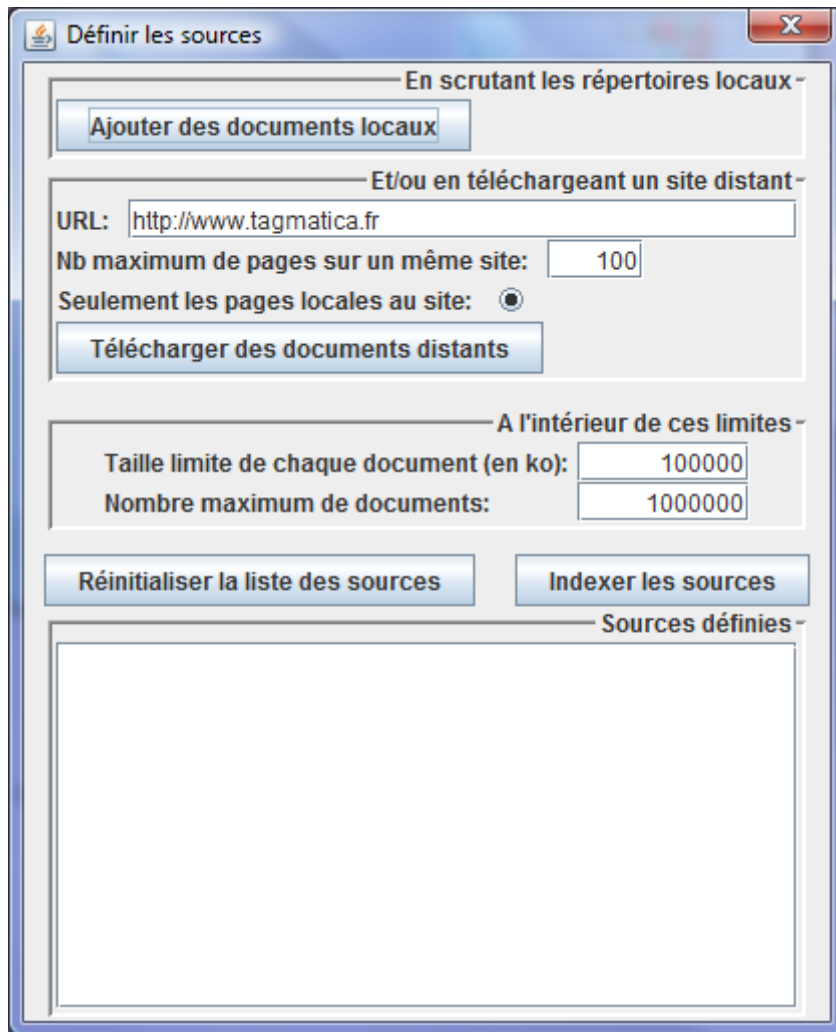 Définir les sources
En scrutant les répertoires locaux
Ajouter des documents locaux
Et/ou en téléchargeant un site distant
URL: http://www.tagmatica.fr
Nb maximum de pages sur un même site: 100
Seulement les pages locales au site:
Télécharger des documents distants
A l'intérieur de ces limites
Taille limite de chaque document (en ko): 100000
Nombre maximum de documents: 1000000
Réinitialiser la liste des sources Indexer les sources
Sources définies